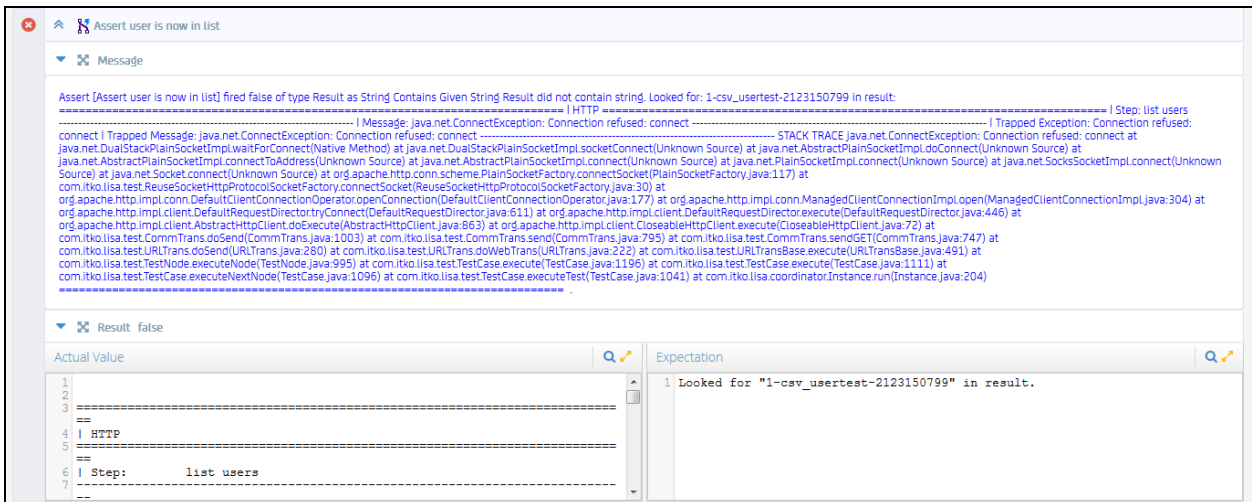 Assert user is now in list
Message
Assert [Assert user is now in list] fired false of type Result as String Contains Given String Result did not contain string. Looked for: 1-csv_usertest-2123150799 in result:
============================================================================== | HTTP ============================================================================== | Step: list users
------------------------------------------------------------------------------ | Message: java.net.ConnectException: Connection refused: connect ------------------------------------------------------------------------------ | Trapped Exception: Connection refused:
connect | Trapped Message: java.net.ConnectException: Connection refused: connect ------------------------------------------------------------------------------ STACK TRACE java.net.ConnectException: Connection refused: connect at
java.net.DualStackPlainSocketImpl.waitForConnect(Native Method) at java.net.DualStackPlainSocketImpl.socketConnect(Unknown Source) at java.net.AbstractPlainSocketImpl.doConnect(Unknown Source) at
java.net.AbstractPlainSocketImpl.connectToAddress(Unknown Source) at java.net.AbstractPlainSocketImpl.connect(Unknown Source) at java.net.PlainSocketImpl.connect(Unknown Source) at java.net.SocksSocketImpl.connect(Unknown
Source) at java.net.Socket.connect(Unknown Source) at org.apache.http.conn.scheme.PlainSocketFactory.connectSocket(PlainSocketFactory.java:117) at
com.itko.lisa.test.ReuseSocketHttpProtocolSocketFactory.connectSocket(ReuseSocketHttpProtocolSocketFactory.java:30) at
org.apache.http.impl.conn.DefaultClientConnectionOperator.openConnection(DefaultClientConnectionOperator.java:177) at org.apache.http.impl.conn.ManagedClientConnectionImpl.open(ManagedClientConnectionImpl.java:304) at
org.apache.http.impl.client.DefaultRequestDirector.tryConnect(DefaultRequestDirector.java:611) at org.apache.http.impl.client.DefaultRequestDirector.execute(DefaultRequestDirector.java:446) at
org.apache.http.impl.client.AbstractHttpClient.doExecute(AbstractHttpClient.java:863) at org.apache.http.impl.client.CloseableHttpClient.execute(CloseableHttpClient.java:72) at
com.itko.lisa.test.CommTrans.doSend(CommTrans.java:1003) at com.itko.lisa.test.CommTrans.send(CommTrans.java:795) at com.itko.lisa.test.CommTrans.sendGET(CommTrans.java:747) at
com.itko.lisa.test.URLTrans.doSend(URLTrans.java:280) at com.itko.lisa.test.URLTrans.doWebTrans(URLTrans.java:222) at com.itko.lisa.test.URLTransBase.execute(URLTransBase.java:491) at
com.itko.lisa.test.TestNode.executeNode(TestNode.java:995) at com.itko.lisa.test.TestCase.execute(TestCase.java:1196) at com.itko.lisa.test.TestCase.execute(TestCase.java:1111) at
com.itko.lisa.test.TestCase.executeNextNode(TestCase.java:1096) at com.itko.lisa.test.TestCase.executeTest(TestCase.java:1041) at com.itko.lisa.coordinator.Instance.run(Instance.java:204)
============================================================================== .
Result false
Actual Value
1
2
3 ===========================================================================
==
4 | HTTP
5 ===========================================================================
==
6 | Step: list users
7 ---------------------------------------------------------------------------
--
Expectation
1 Looked for "1-csv_usertest-2123150799" in result.